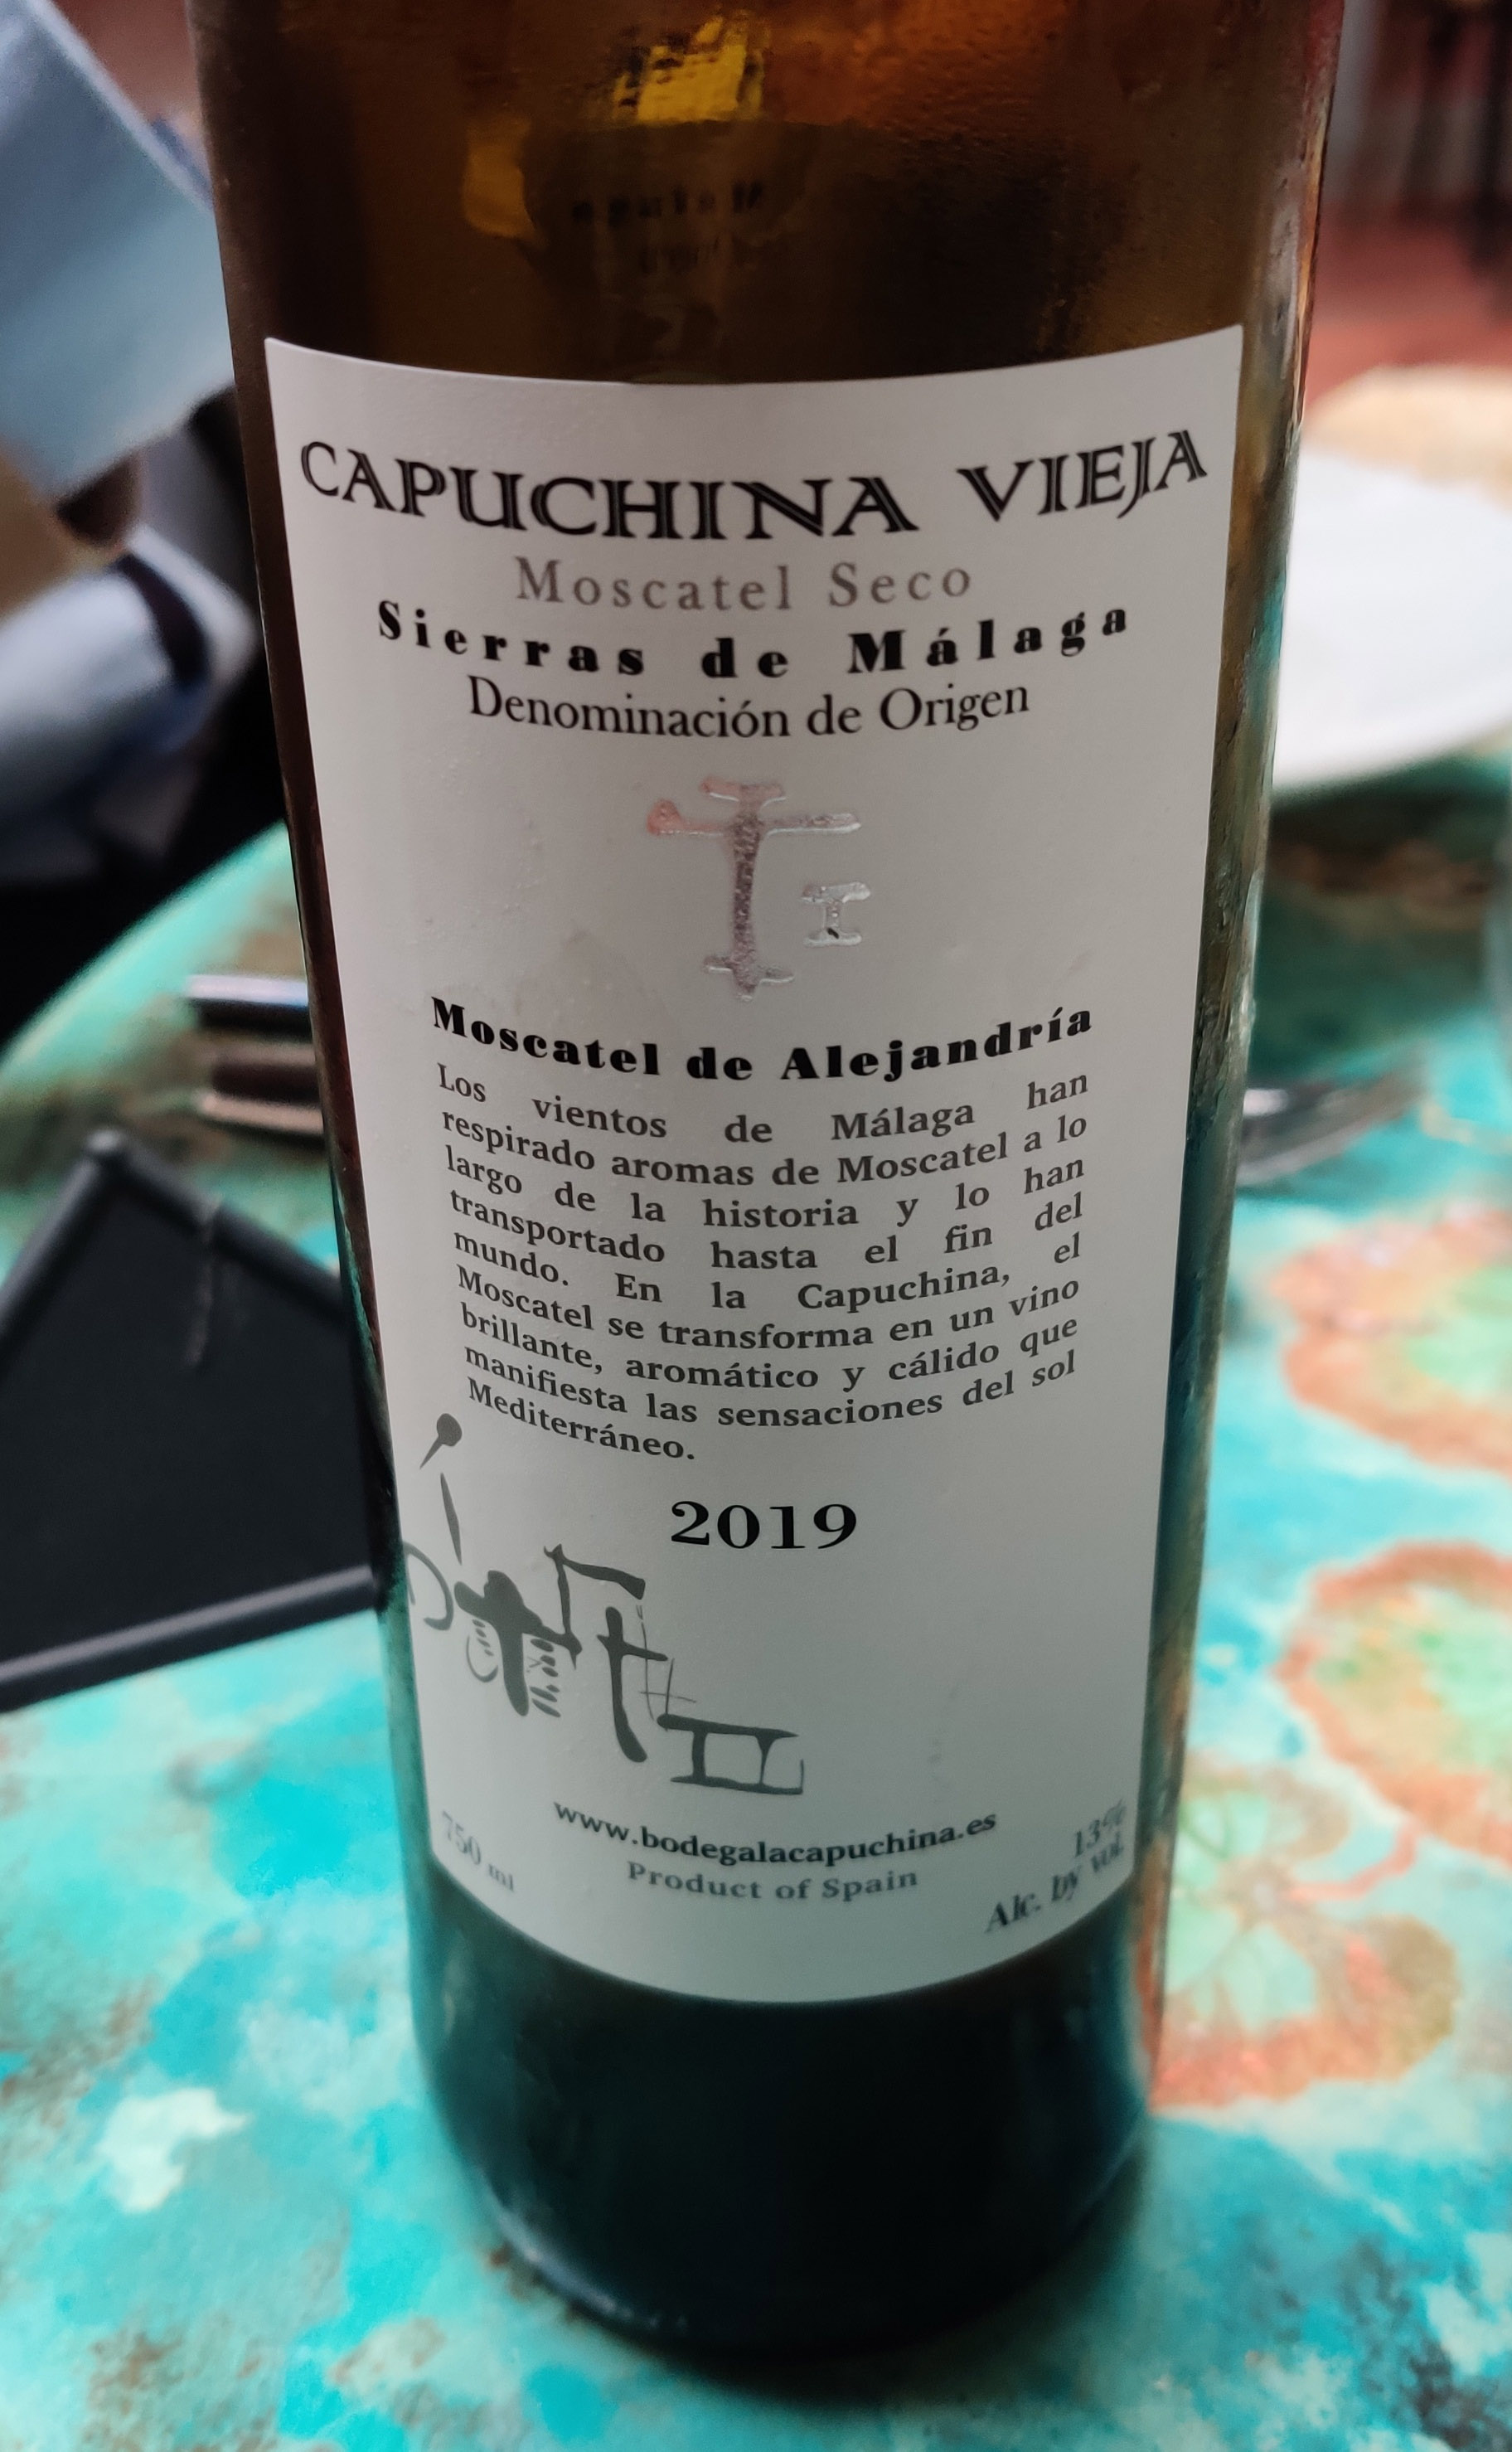 CAPUCHINA VIEJA
Moscatel Seco
Sierras de Málaga
Denominación de Origen
Moscatel de Alejandría
Los vientos de Málaga han
respirado aromas de Moscatel a lo
largo de la historia y lo han
transportado hasta el fin del
mundo. En la Capuchina, el
Moscatel se transforma en un vino
brillante, aromático y cálido que
manifiesta las sensaciones del sol
Mediterráneo.
2019
www.bodegalacapuchina.es
Product of Spain
750 ml
13%
Alc. by vol.